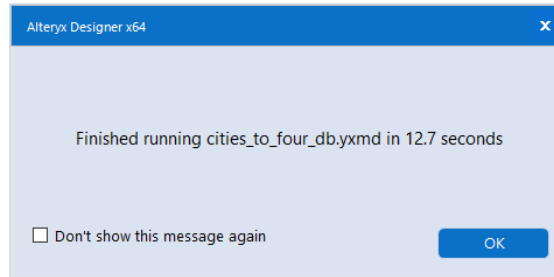 Alteryx Designer x64
x
Finished running cities_to_four_db.yxmd in 12.7 seconds
Don't show this message again
OK